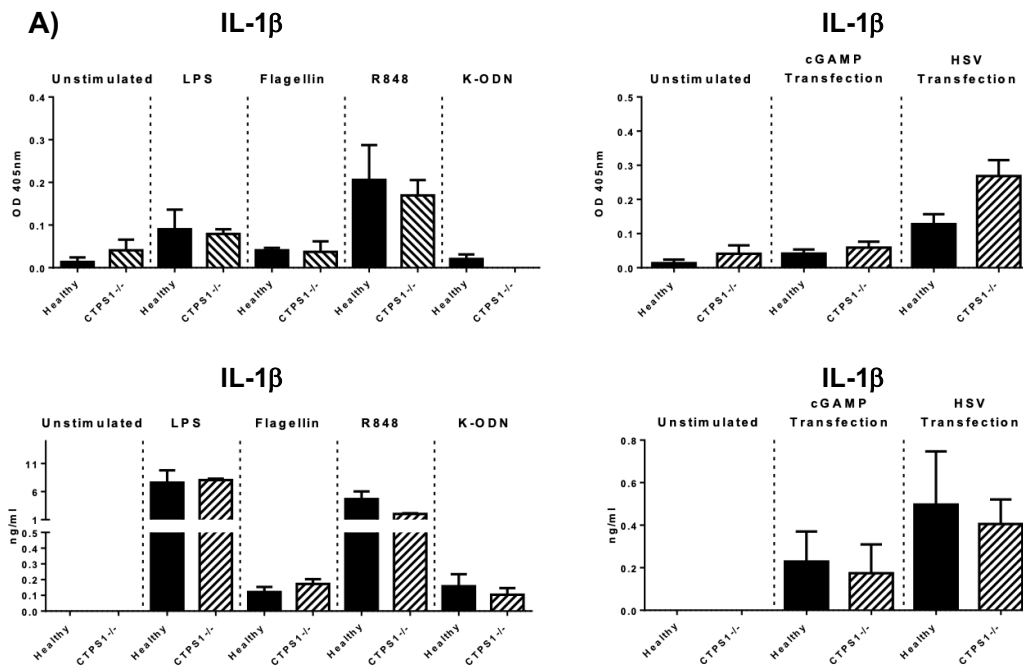 A)
IL-1β
Unstimulated LPS Flagellin R848 K-ODN
OD 405nm
0.4
0.3
0.2
0.1
0.0
Healthy CTPS1-/- Healthy CTPS1-/- Healthy CTPS1-/- Healthy CTPS1-/- Healthy CTPS1-/-
IL-1β
cGAMP HSV
Unstimulated Transfection Transfection
OD 405nm
0.5
0.4
0.3
0.2
0.1
0.0
Healthy CTPS1-/- Healthy CTPS1-/- Healthy CTPS1-/-
IL-1β
Unstimulated LPS Flagellin R848 K-ODN
ng/ml
11
6
1
0.5
0.4
0.3
0.2
0.1
0.0
Healthy CTPS1-/- Healthy CTPS1-/- Healthy CTPS1-/- Healthy CTPS1-/- Healthy CTPS1-/-
IL-1β
cGAMP HSV
Unstimulated Transfection Transfection
ng/ml
0.8
0.6
0.4
0.2
0.0
Healthy CTPS1-/- Healthy CTPS1-/- Healthy CTPS1-/-